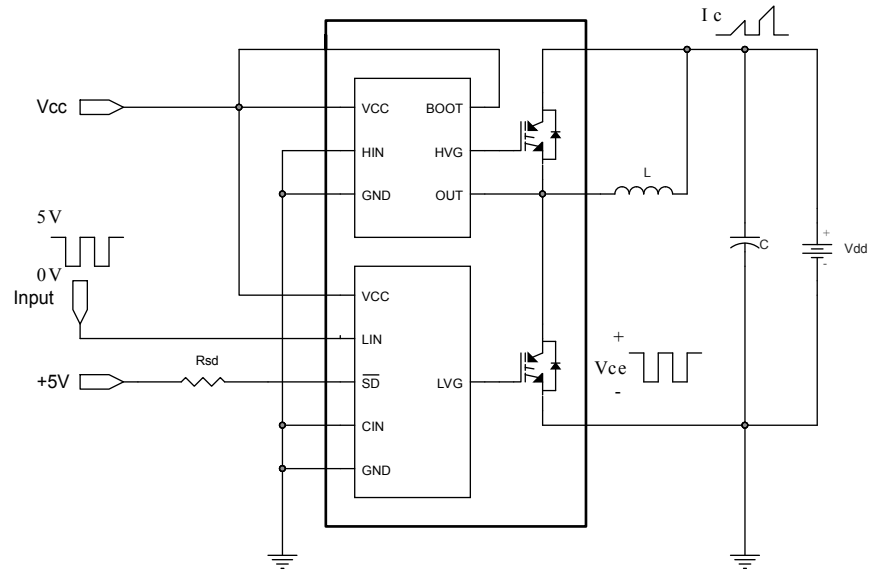 I c
Vcc
VCC
BOOT
HIN
HVG
GND
OUT
L
5V
0V
Input
VCC
LIN
+5V
Rsd
SD
LVG
CIN
GND
+
Vce
-
C
+
Vdd
-